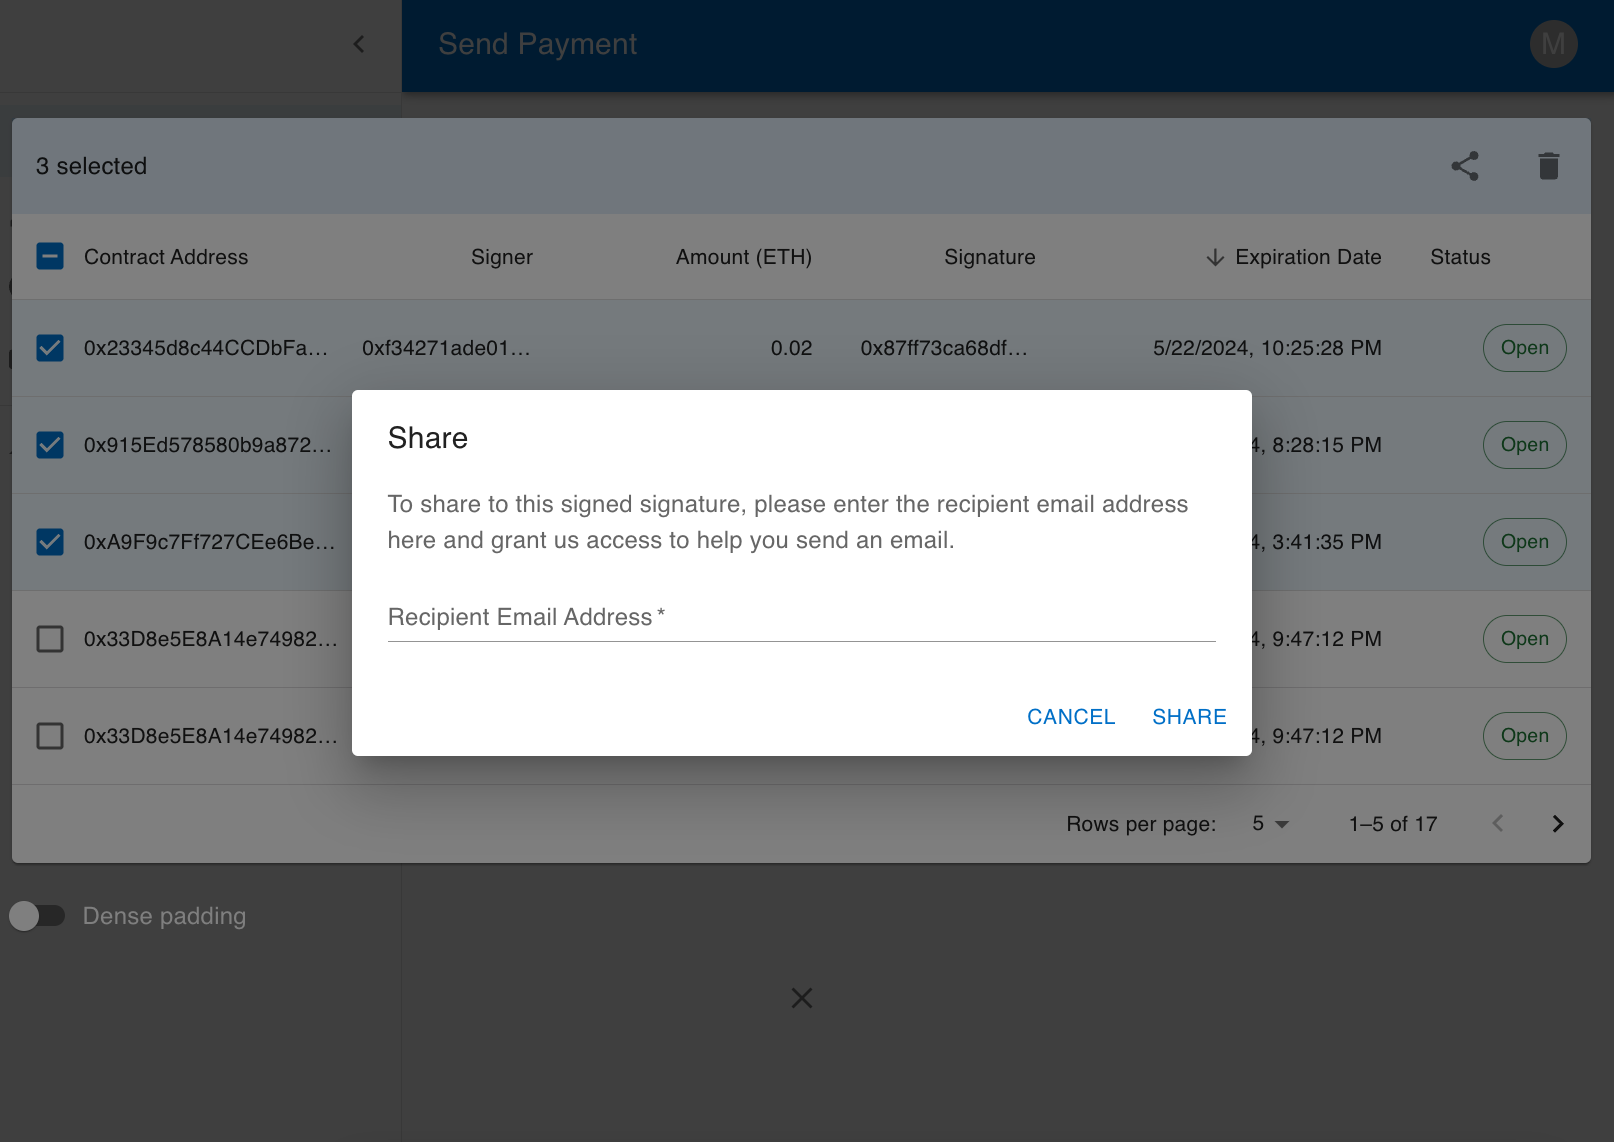 Send Payment
M
3 selected
Contract Address Signer Amount (ETH) Signature Expiration Date Status
0x23345d8c44CCDbFa... 0xf34271ade01... 0.02 0x87ff73ca68df... 5/22/2024, 10:25:28 PM Open
0x915Ed578580b9a872... 4, 8:28:15 PM Open
0xA9F9c7Ff727CEe6Be... 4, 3:41:35 PM Open
0x33D8e5E8A14e74982... 4, 9:47:12 PM Open
0x33D8e5E8A14e74982... 4, 9:47:12 PM Open
Share
To share to this signed signature, please enter the recipient email address
here and grant us access to help you send an email.
Recipient Email Address *
CANCEL SHARE
Rows per page: 5 1–5 of 17
Dense padding